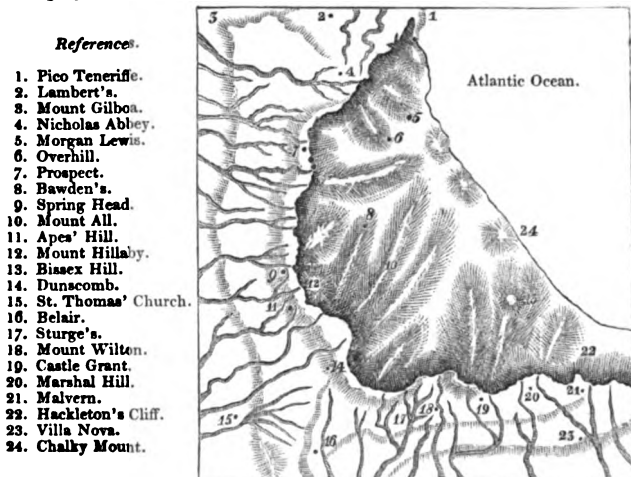 References.
1. Pico Teneriffe.
2. Lambert's.
3. Mount Gilboa.
4. Nicholas Abbey.
5. Morgan Lewis.
6. Overhill.
7. Prospect.
8. Bawden's.
9. Spring Head.
10. Mount All.
11. Apes' Hill.
12. Mount Hillaby.
13. Bissex Hill.
14. Dunscomb.
15. St. Thomas' Church.
16. Belair.
17. Sturge's.
18. Mount Wilton.
19. Castle Grant.
20. Marshal Hill.
21. Malvern.
22. Hackleton's Cliff.
23. Villa Nova.
24. Chalky Mount.
3
2
1
4
Atlantic Ocean.
5
6
7
8
24
9
10
12
11
14
22
15
17
18
19
20
21
16
23